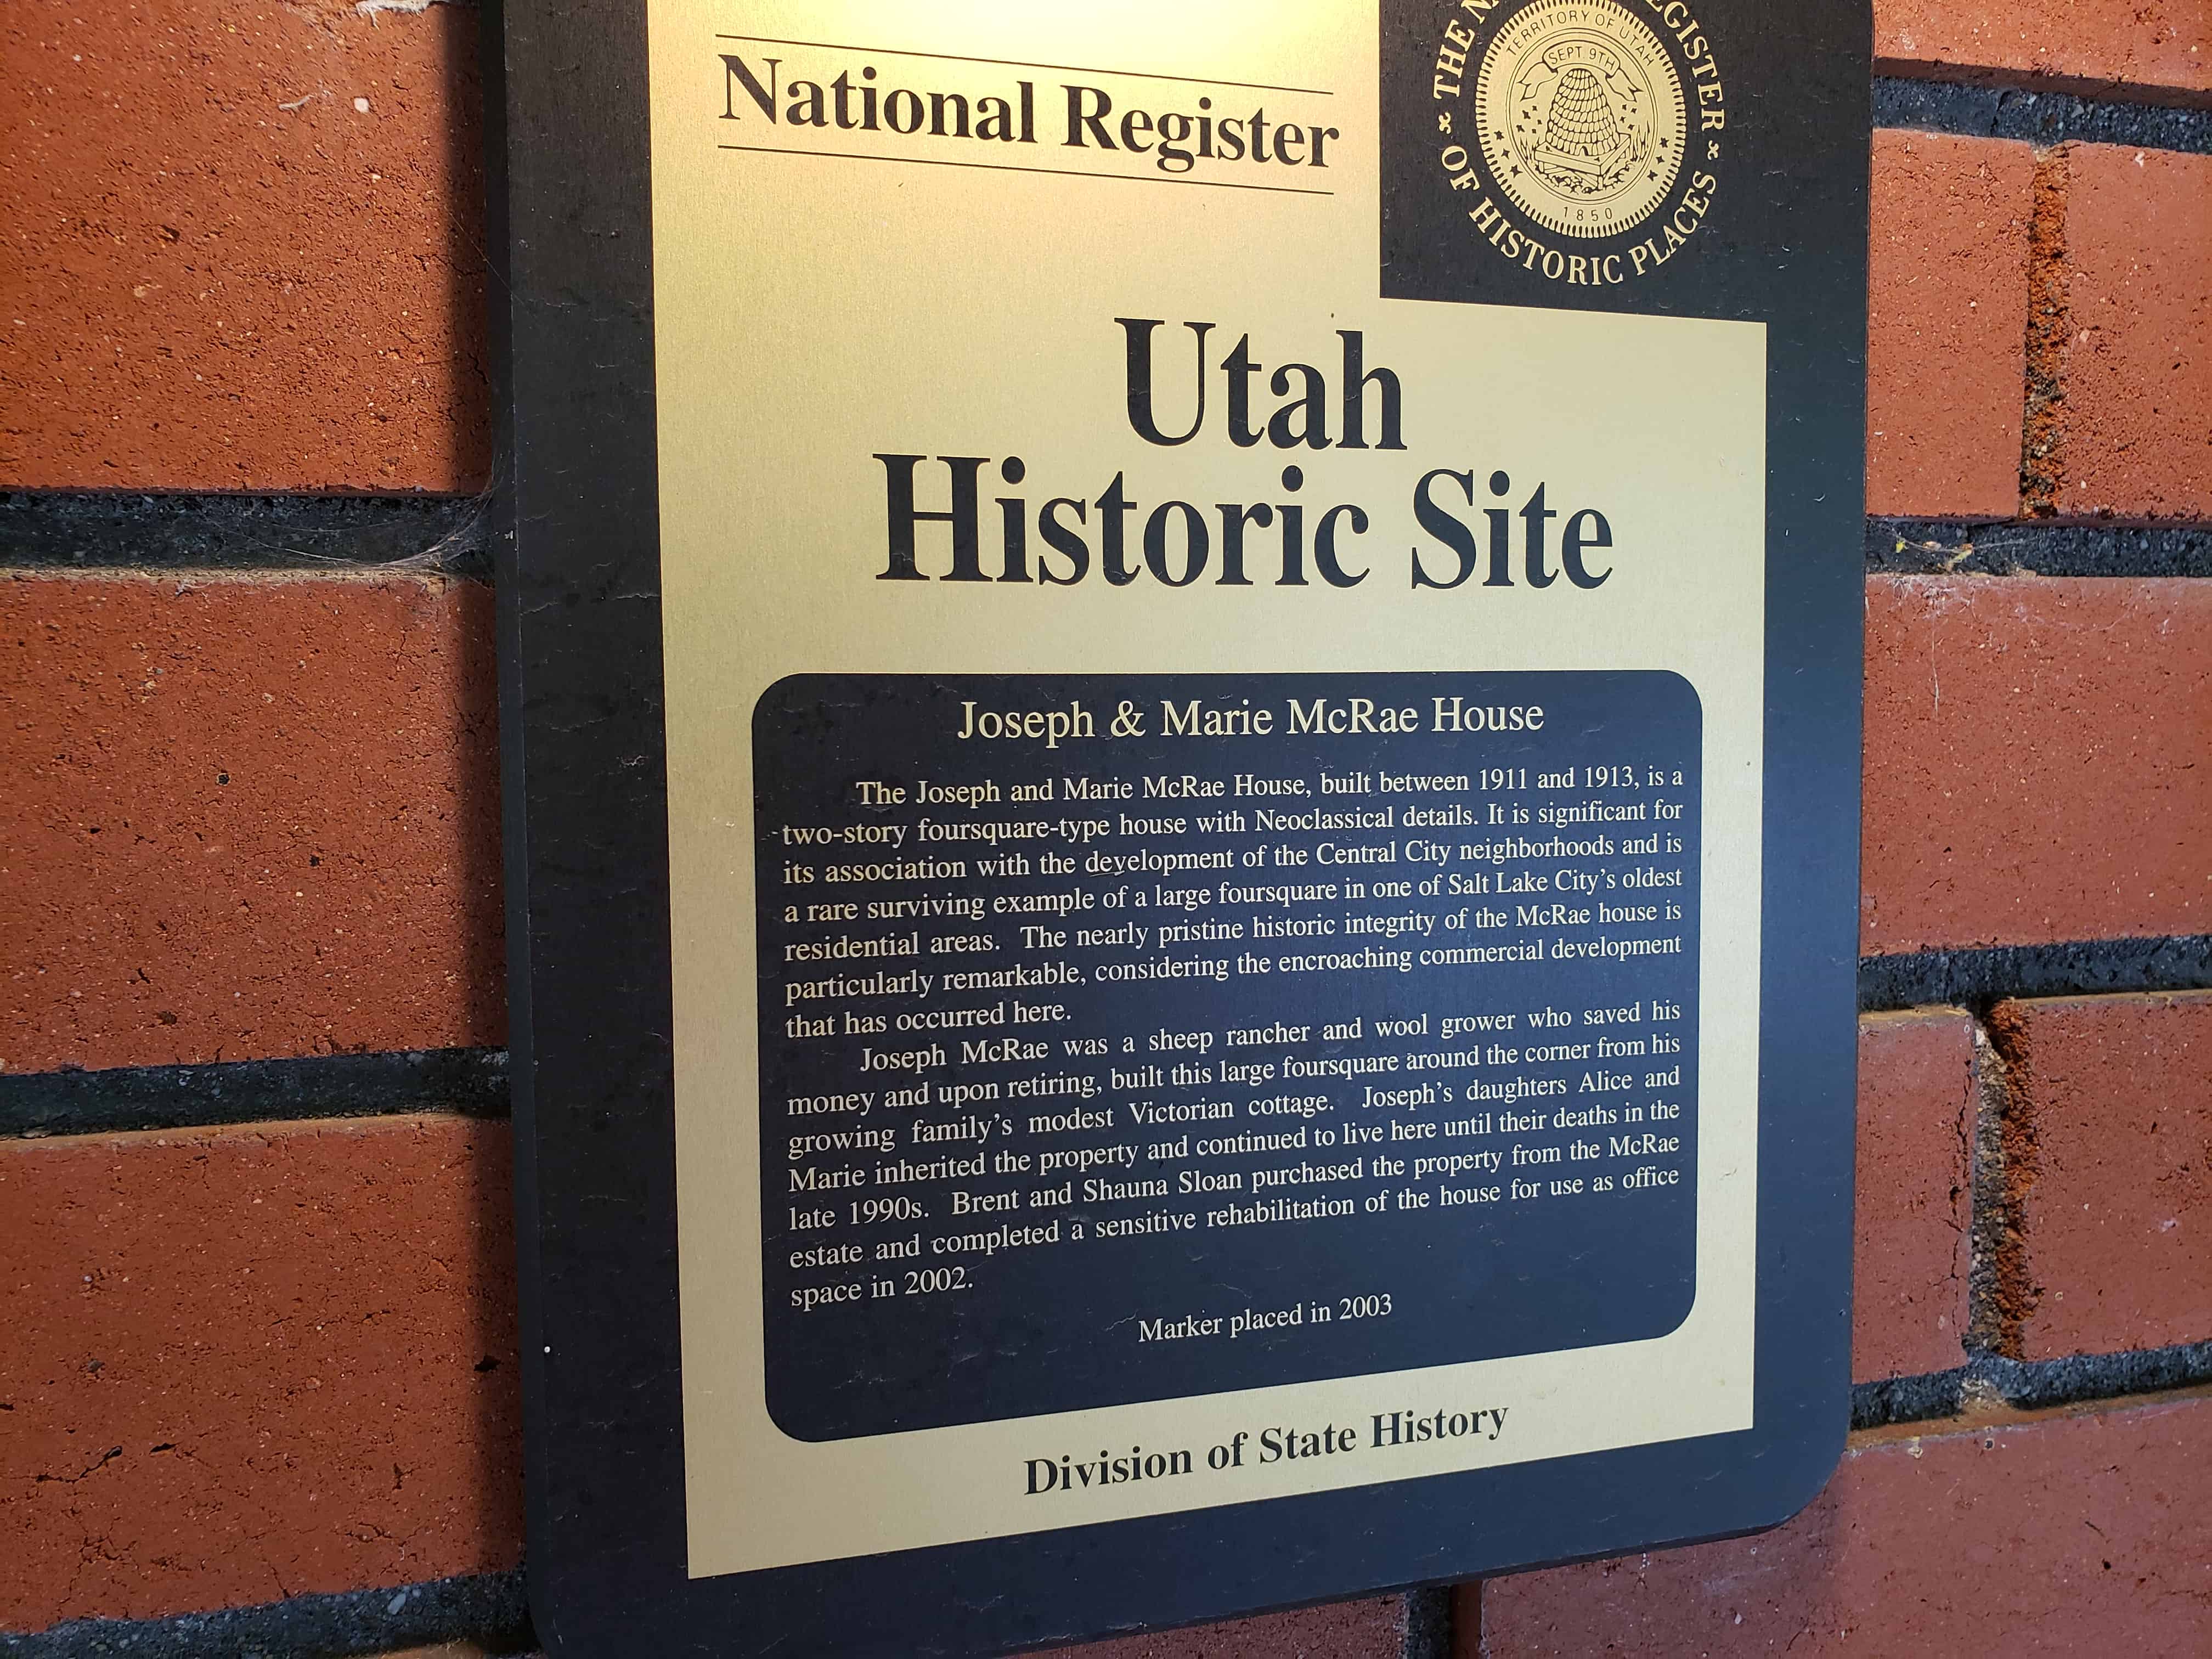 National Register
THE REGISTER
OF HISTORIC PLACES
TERRITORY OF UTAH
SEPT. 9TH
1850
Utah
Historic Site
Joseph & Marie McRae House
The Joseph and Marie McRae House, built between 1911 and 1913, is a
two-story foursquare-type house with Neoclassical details. It is significant for
its association with the development of the Central City neighborhoods and is
a rare surviving example of a large foursquare in one of Salt Lake City's oldest
residential areas. The nearly pristine historic integrity of the McRae house is
particularly remarkable, considering the encroaching commercial development
that has occurred here.
Joseph McRae was a sheep rancher and wool grower who saved his
money and upon retiring, built this large foursquare around the corner from his
growing family's modest Victorian cottage. Joseph's daughters Alice and
Marie inherited the property and continued to live here until their deaths in the
late 1990s. Brent and Shauna Sloan purchased the property from the McRae
estate and completed a sensitive rehabilitation of the house for use as office
space in 2002.
Marker placed in 2003
Division of State History